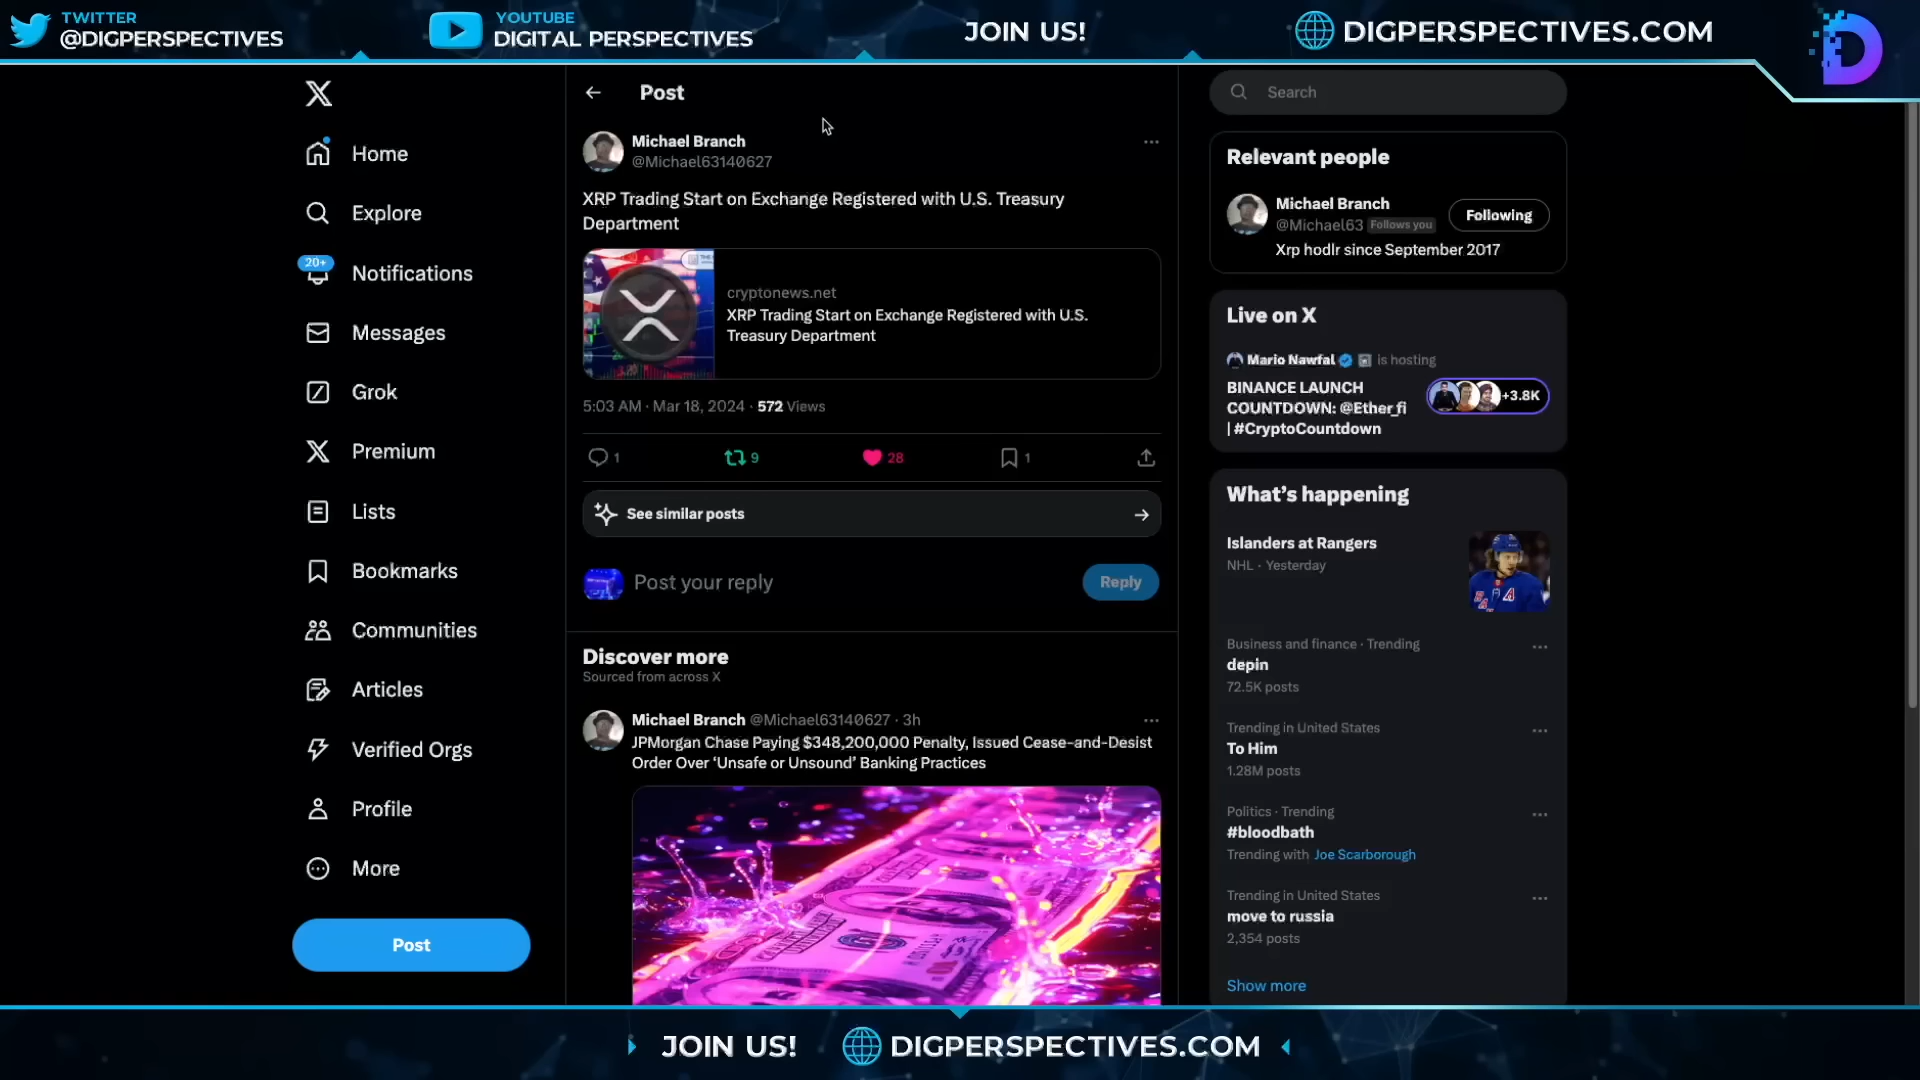 TWITTER
@DIGPERSPECTIVES
YOUTUBE
DIGITAL PERSPECTIVES
JOIN US!
DIGPERSPECTIVES.COM
Home
Explore
20+
Notifications
Messages
Grok
Premium
Lists
Bookmarks
Communities
Articles
Verified Orgs
Profile
More
Post
Post
Michael Branch
@Michael63140627
XRP Trading Start on Exchange Registered with U.S. Treasury
Department
cryptonews.net
XRP Trading Start on Exchange Registered with U.S.
Treasury Department
5:03 AM · Mar 18, 2024 · 572 Views
1
9
28
1
See similar posts
Post your reply
Reply
Discover more
Sourced from across X
Michael Branch @Michael63140627 · 3h
JPMorgan Chase Paying $348,200,000 Penalty, Issued Cease-and-Desist
Order Over ‘Unsafe or Unsound’ Banking Practices
Search
Relevant people
Michael Branch
@Michael63 Follows you
Following
Xrp hodlr since September 2017
Live on X
Mario Nawfal is hosting
BINANCE LAUNCH
COUNTDOWN: @Ether_fi
| #CryptoCountdown
+3.8K
What’s happening
Islanders at Rangers
NHL · Yesterday
Business and finance · Trending
depin
72.5K posts
Trending in United States
To Him
1.28M posts
Politics · Trending
#bloodbath
Trending with Joe Scarborough
Trending in United States
move to russia
2,354 posts
Show more
JOIN US!
DIGPERSPECTIVES.COM